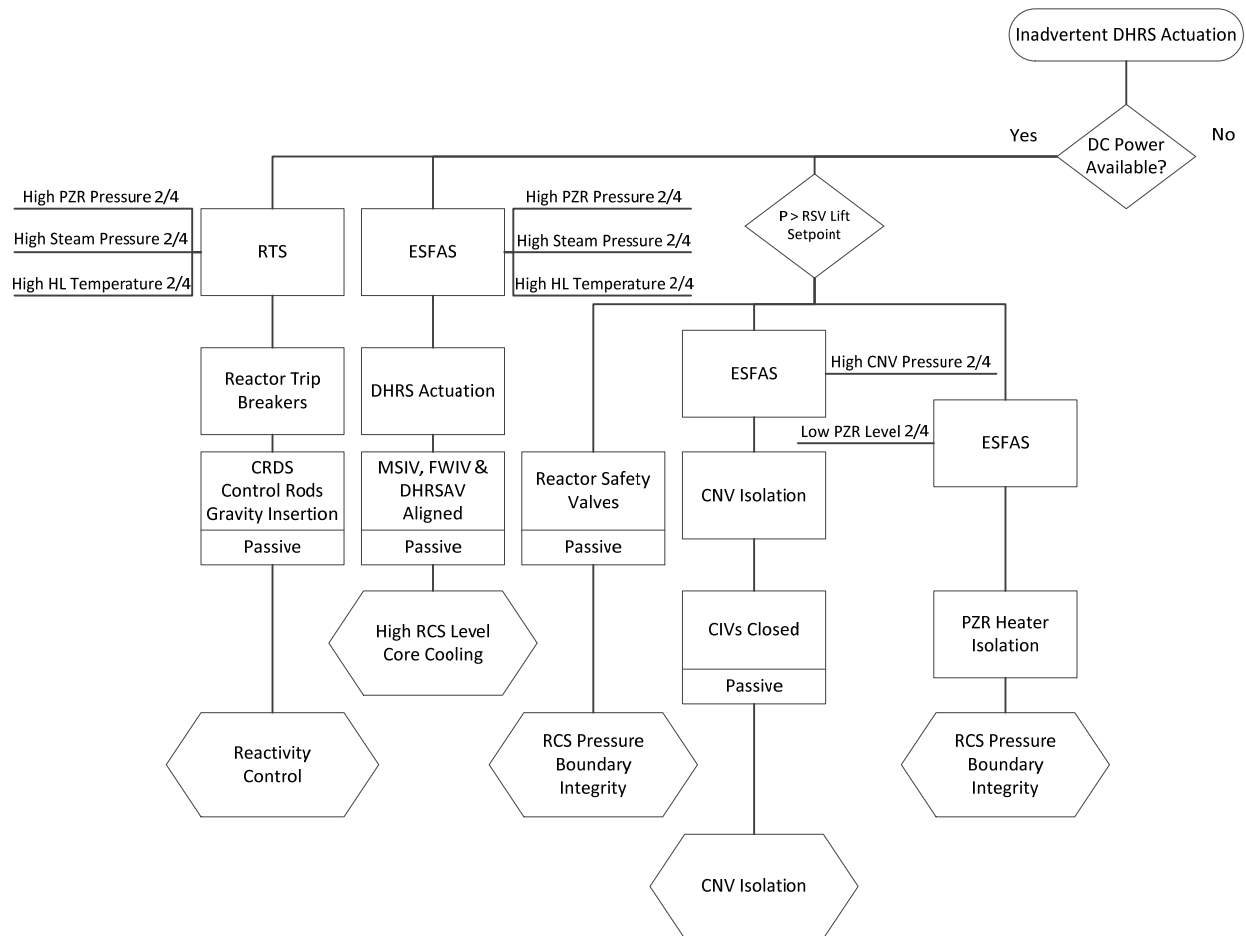 Inadvertent DHRS Actuation
Yes
No
DC Power
Available?
High PZR Pressure 2/4
High Steam Pressure 2/4
High HL Temperature 2/4
RTS
ESFAS
High PZR Pressure 2/4
High Steam Pressure 2/4
High HL Temperature 2/4
P > RSV Lift
Setpoint
Reactor Trip
Breakers
DHRS Actuation
ESFAS
High CNV Pressure 2/4
Low PZR Level 2/4
ESFAS
CRDS
Control Rods
Gravity Insertion
Passive
MSIV, FWIV &
DHRSAV
Aligned
Passive
Reactor Safety
Valves
Passive
CNV Isolation
High RCS Level
Core Cooling
CIVs Closed
Passive
PZR Heater
Isolation
Reactivity
Control
RCS Pressure
Boundary
Integrity
RCS Pressure
Boundary
Integrity
CNV Isolation